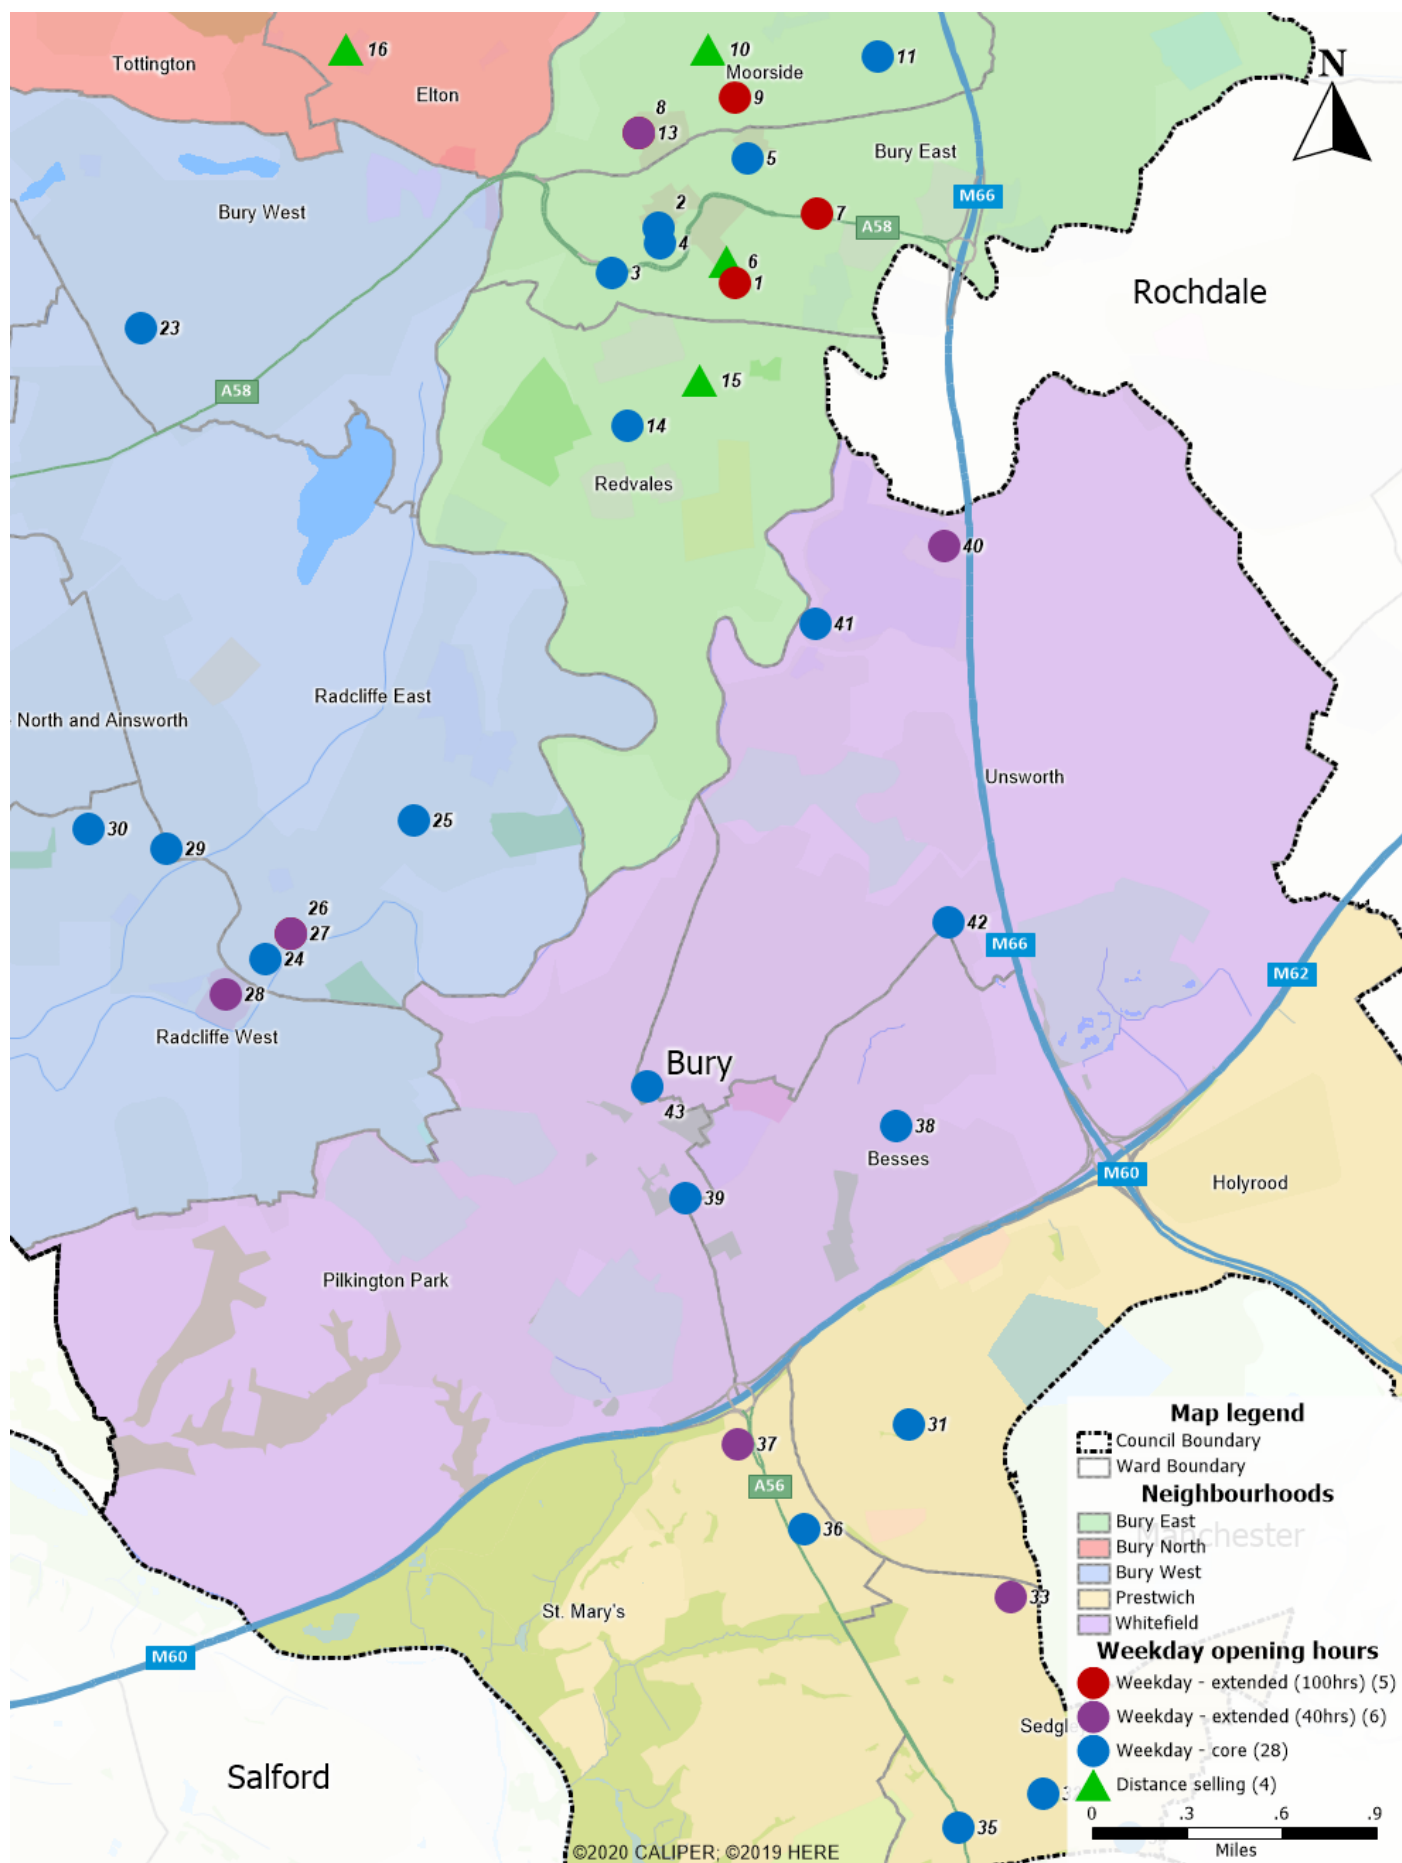 16
10
11
Tottington
Moorside
Elton
9
8
13
N
5
Bury East
M66
2
Bury West
7
A58
4
6
3
1
Rochdale
23
15
A58
14
Redvales
40
41
Radcliffe East
North and Ainsworth
Unsworth
25
30
29
26
27
42
M66
24
M62
28
Radcliffe West
Bury
43
38
Besses
M60
Holyrood
39
Pilkington Park
31
37
A56
36
33
St. Mary's
M60
Salford
35
Map legend
Council Boundary
Ward Boundary
Neighbourhoods
Bury East
Manchester
Bury North
Bury West
Prestwich
Whitefield
Weekday opening hours
Weekday - extended (100hrs) (5)
Weekday - extended (40hrs) (6)
Weekday - core (28)
Distance selling (4)
0 .3 .6 .9
Miles
©2020 CALIPER; ©2019 HERE